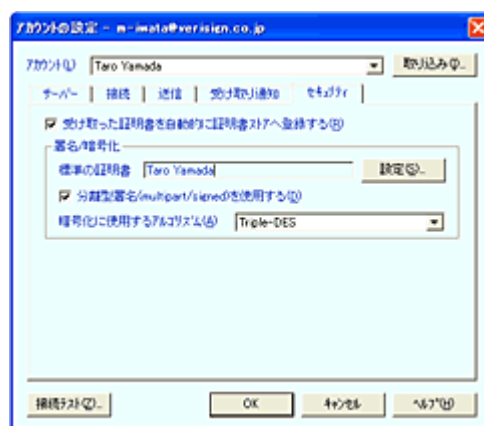 アカウントの設定 - m-iwata@verisign.co.jp
アカウント(L) Taro Yamada 取り込み(I)...
サーバー 接続 送信 受け取り通知 セキュリティ
受け取った証明書を自動的に証明書ストアへ登録する(R)
署名/暗号化
標準の証明書 Taro Yamada 設定(S)...
分離型署名(multipart/signed)を使用する(D)
暗号化に使用するアルゴリズム(A) Triple-DES
接続テスト(Z)... OK キャンセル ヘルプ(H)